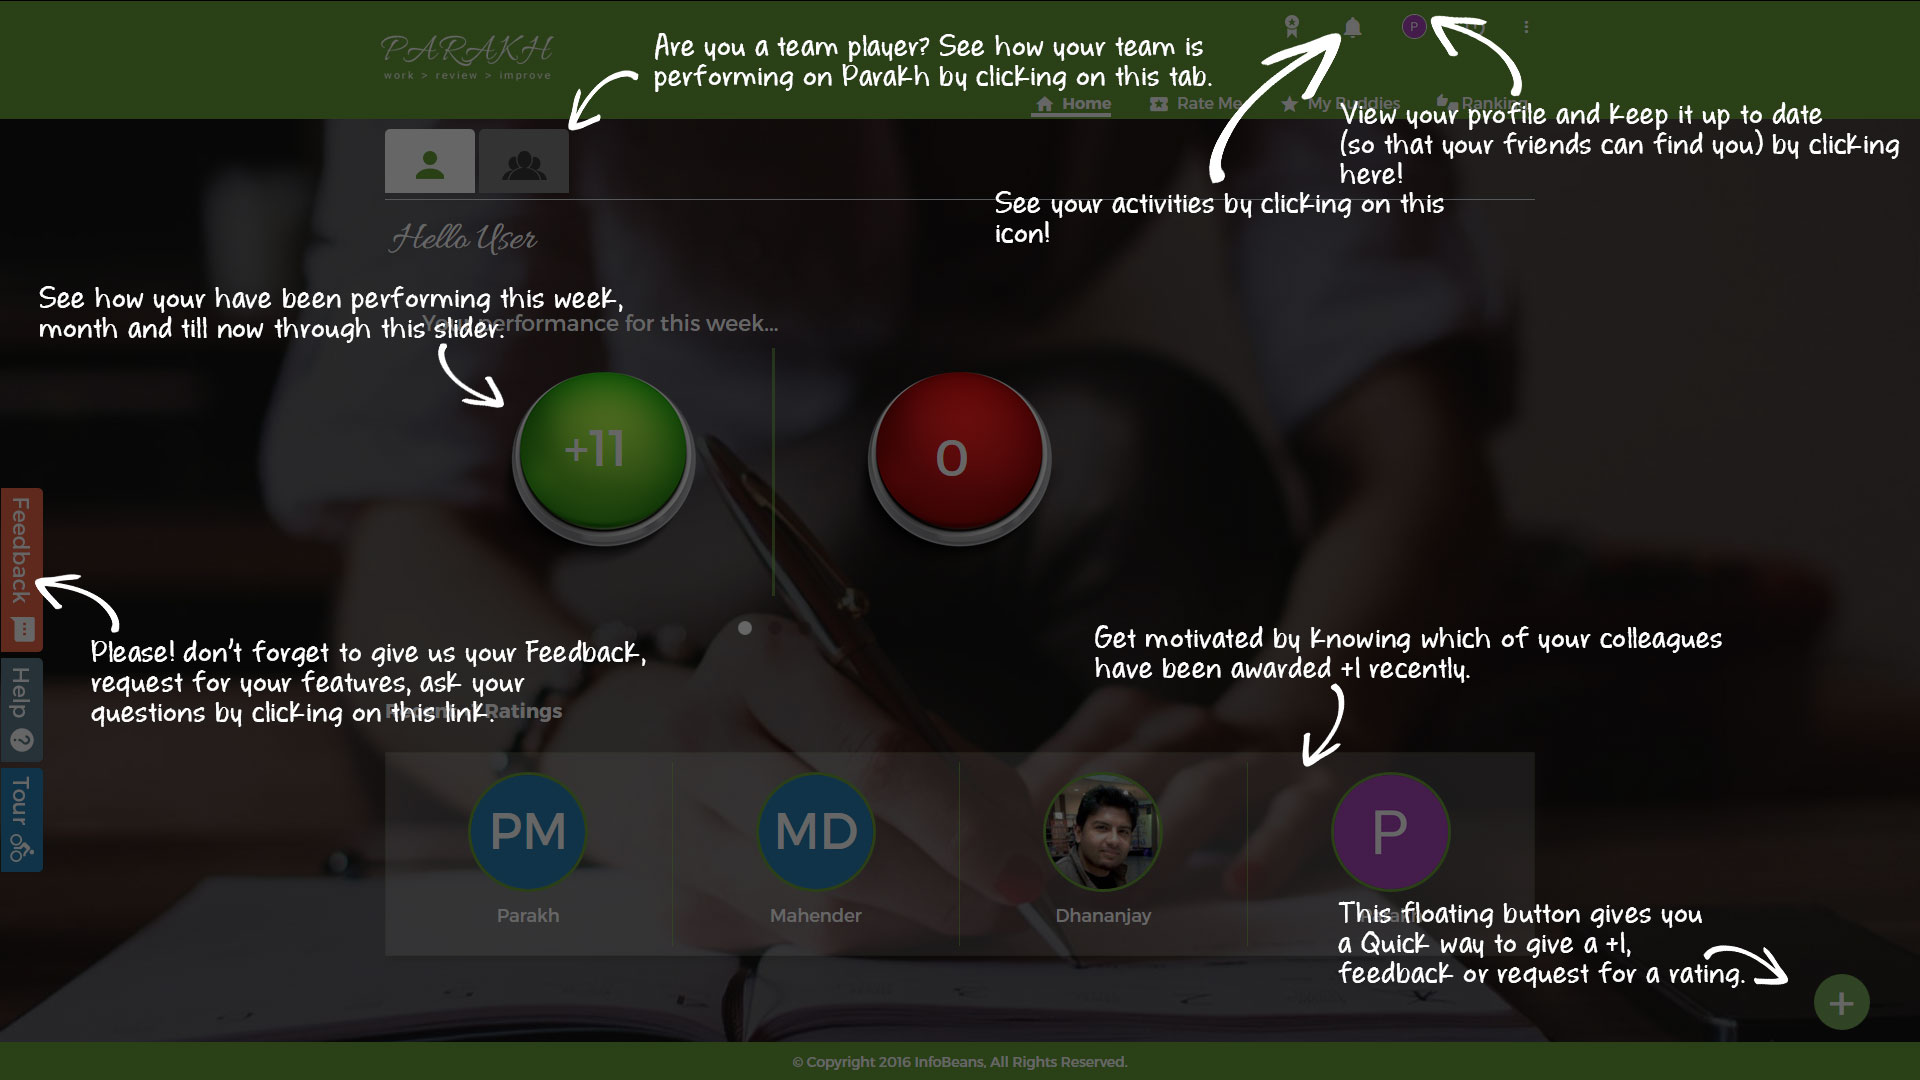 PARAKH
work > review > improve
Are you a team player? See how your team is
performing on Parakh by clicking on this tab.
P
Home
Rate Me
My Buddies
Ranking
View your profile and keep it up to date
(so that your friends can find you) by clicking
here!
See your activities by clicking on this
icon!
Hello User
See how your have been performing this week,
month and till now through this slider.
Your performance for this week...
+11
0
Feedback
Help
?
Tour
Please! don't forget to give us your Feedback,
request for your features, ask your
questions by clicking on this link.
Ratings
Get motivated by knowing which of your colleagues
have been awarded +1 recently.
PM
MD
P
Parakh
Mahender
Dhananjay
This floating button gives you
a Quick way to give a +1,
feedback or request for a rating.
+
© Copyright 2016 InfoBeans, All Rights Reserved.